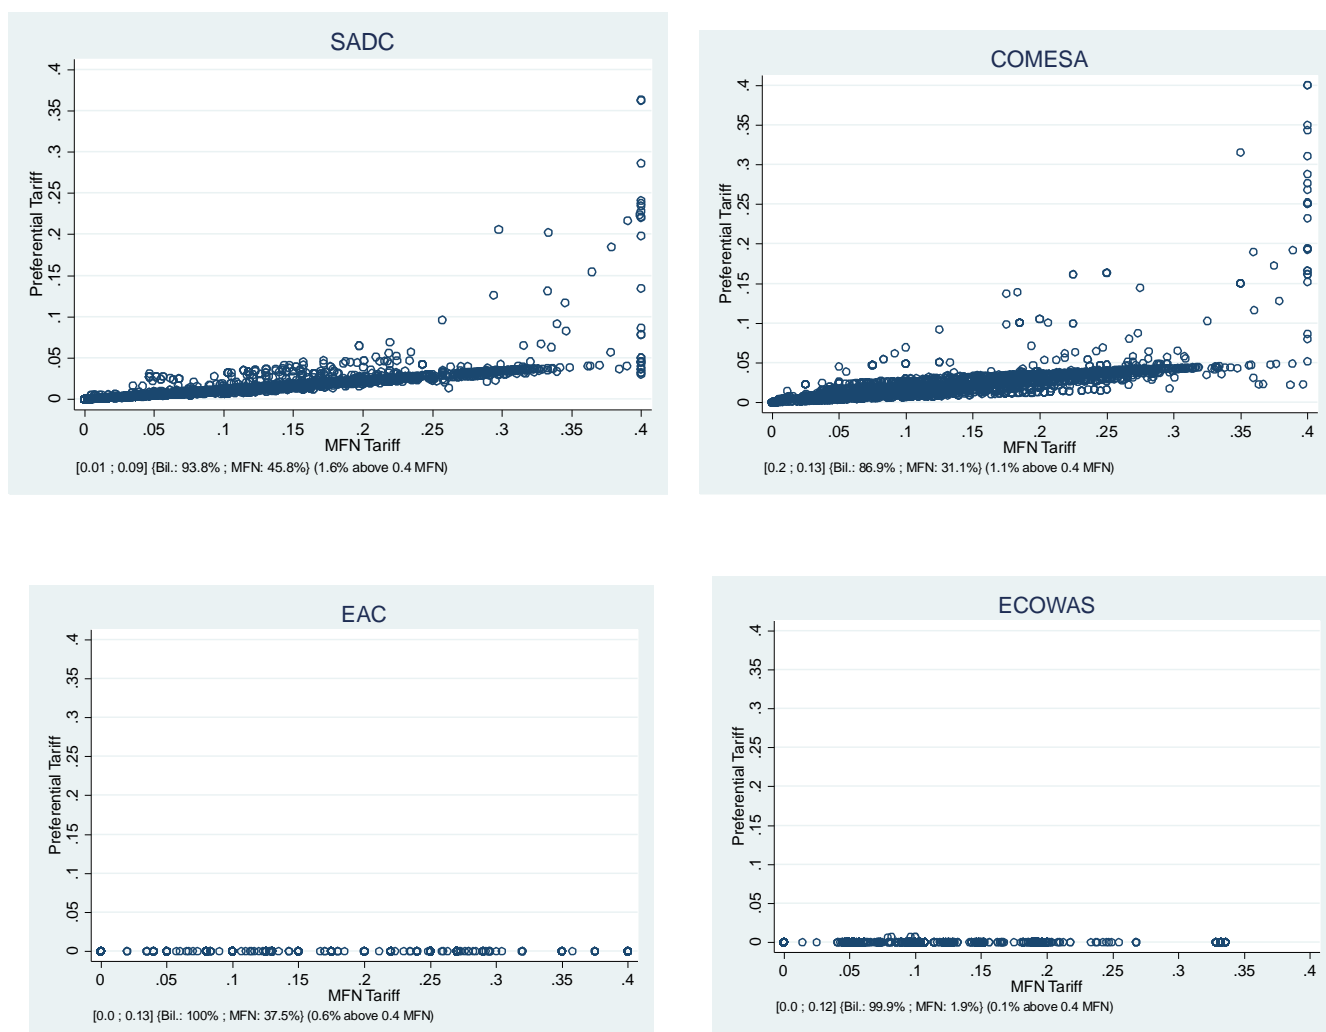 SADC
.4
.35
.3
.25
.2
.15
.1
.05
0
Preferential Tariff
0 .05 .1 .15 .2 .25 .3 .35 .4
MFN Tariff
[0.01 ; 0.09] {Bil.: 93.8% ; MFN: 45.8%} (1.6% above 0.4 MFN)
COMESA
.4
.35
.3
.25
.2
.15
.1
.05
0
Preferential Tariff
0 .05 .1 .15 .2 .25 .3 .35 .4
MFN Tariff
[0.2 ; 0.13] {Bil.: 86.9% ; MFN: 31.1%} (1.1% above 0.4 MFN)
EAC
.4
.35
.3
.25
.2
.15
.1
.05
0
Preferential Tariff
0 .05 .1 .15 .2 .25 .3 .35 .4
MFN Tariff
[0.0 ; 0.13] {Bil.: 100% ; MFN: 37.5%} (0.6% above 0.4 MFN)
ECOWAS
.4
.35
.3
.25
.2
.15
.1
.05
0
Preferential Tariff
0 .05 .1 .15 .2 .25 .3 .35 .4
MFN Tariff
[0.0 ; 0.12] {Bil.: 99.9% ; MFN: 1.9%} (0.1% above 0.4 MFN)